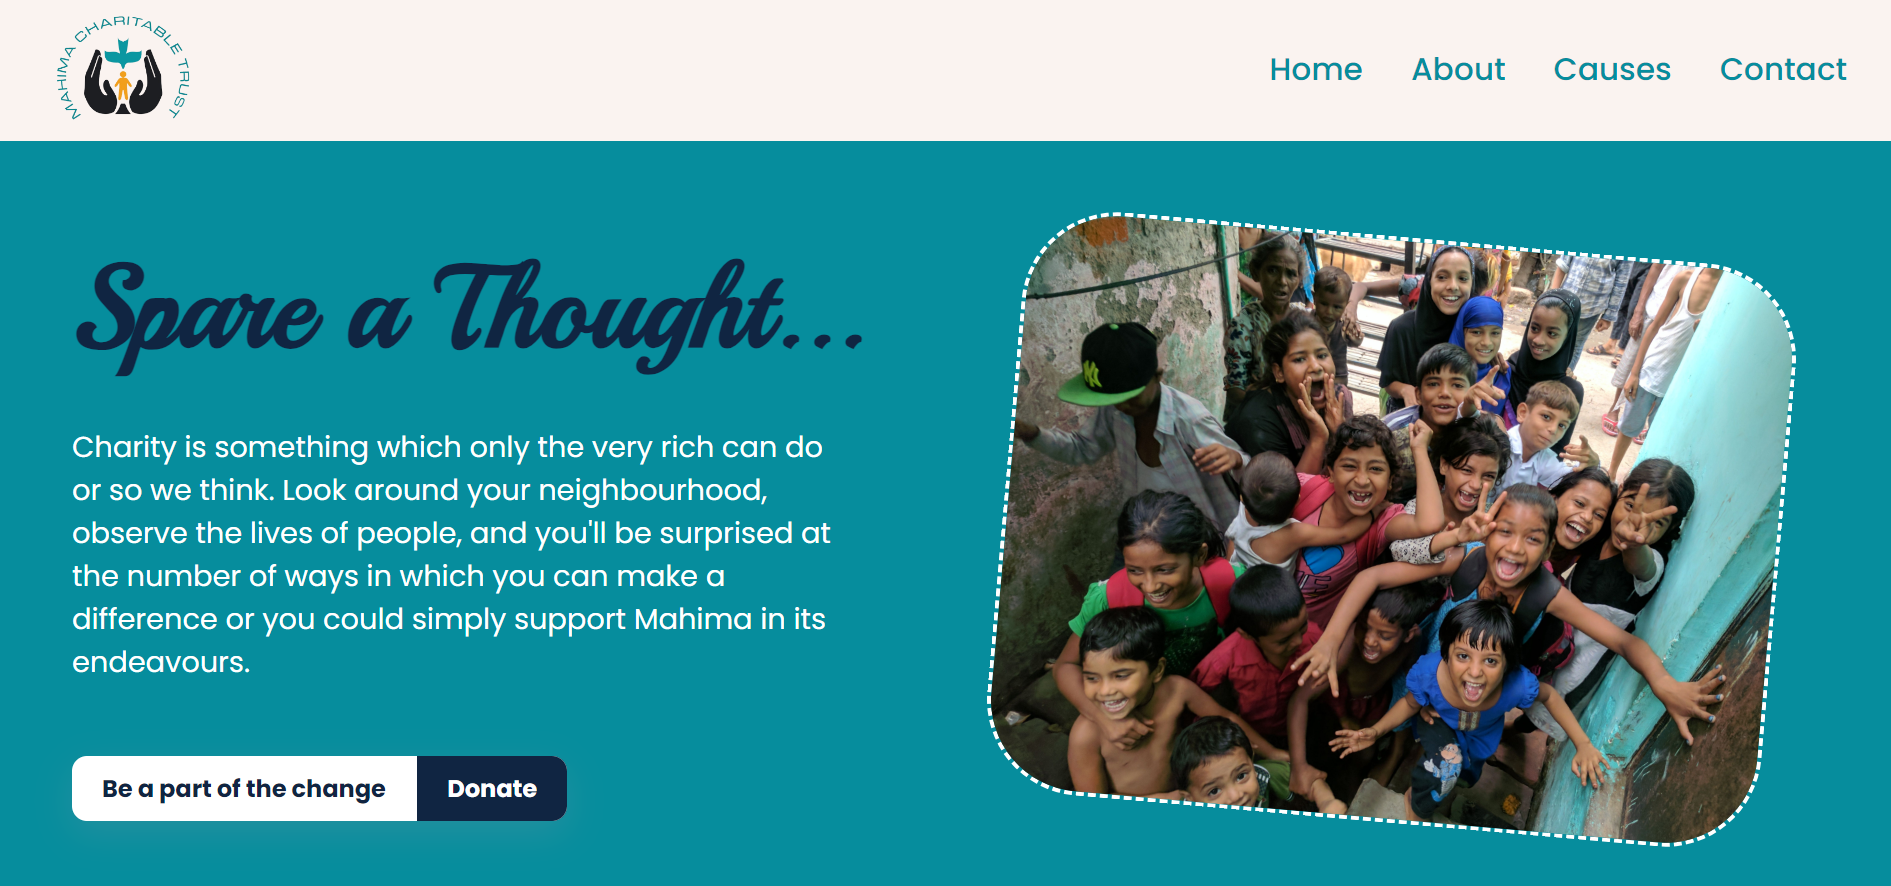 MAHIMA CHARITABLE TRUST
Home About Causes Contact
Spare a Thought...
Charity is something which only the very rich can do
or so we think. Look around your neighbourhood,
observe the lives of people, and you'll be surprised at
the number of ways in which you can make a
difference or you could simply support Mahima in its
endeavours.
Be a part of the change Donate